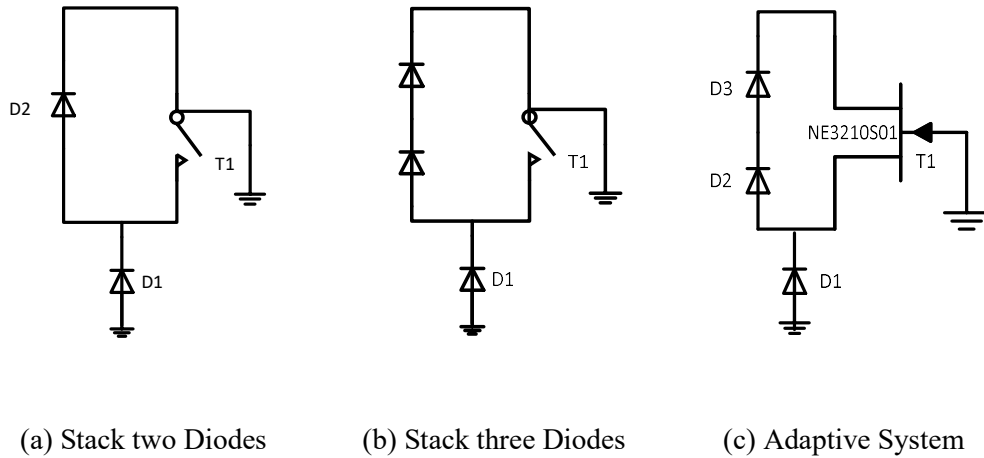 D2
T1
D1
T1
D1
D3
NE3210S01
D2
T1
D1
(a) Stack two Diodes
(b) Stack three Diodes
(c) Adaptive System